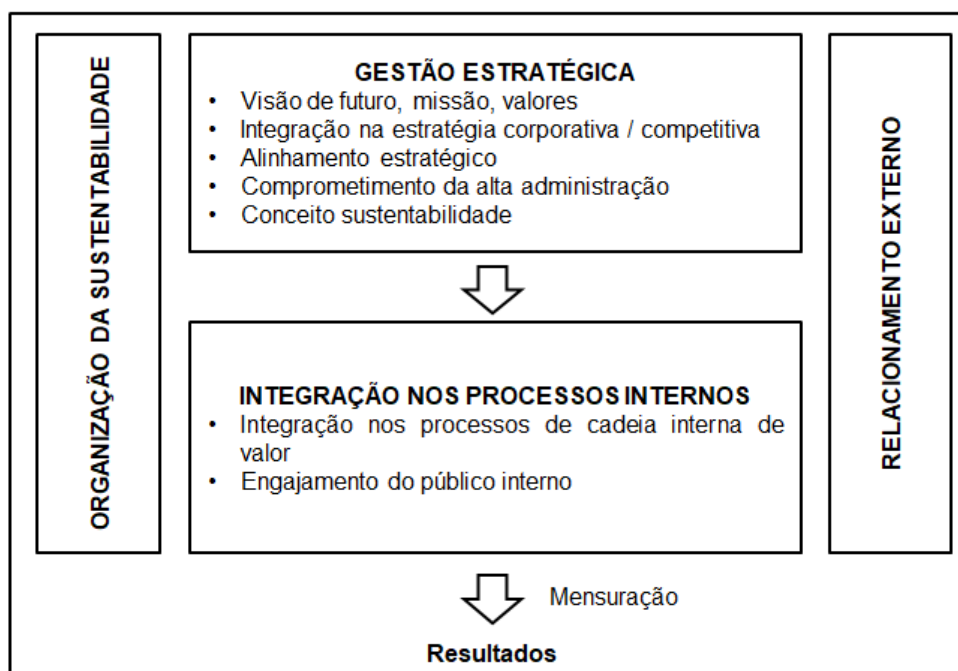 ORGANIZAÇÃO DA SUSTENTABILIDADE
GESTÃO ESTRATÉGICA
• Visão de futuro, missão, valores
• Integração na estratégia corporativa / competitiva
• Alinhamento estratégico
• Comprometimento da alta administração
• Conceito sustentabilidade
INTEGRAÇÃO NOS PROCESSOS INTERNOS
• Integração nos processos de cadeia interna de
valor
• Engajamento do público interno
RELACIONAMENTO EXTERNO
Mensuração
Resultados